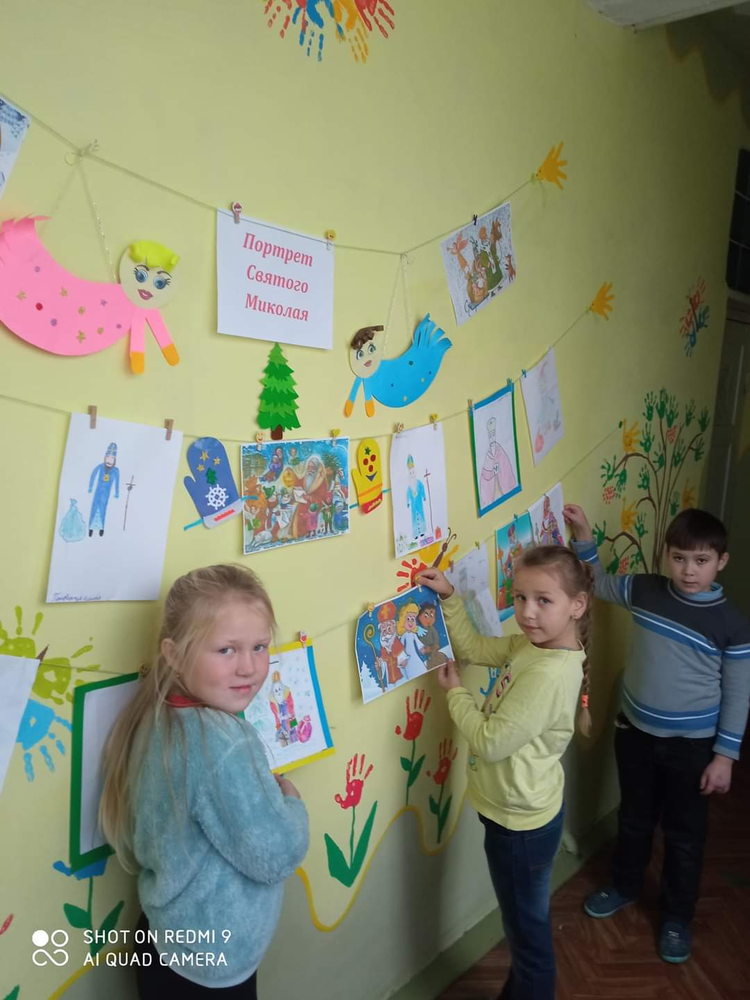 Портрет
Святого
Миколая
SHOT ON REDMI 9
AI QUAD CAMERA